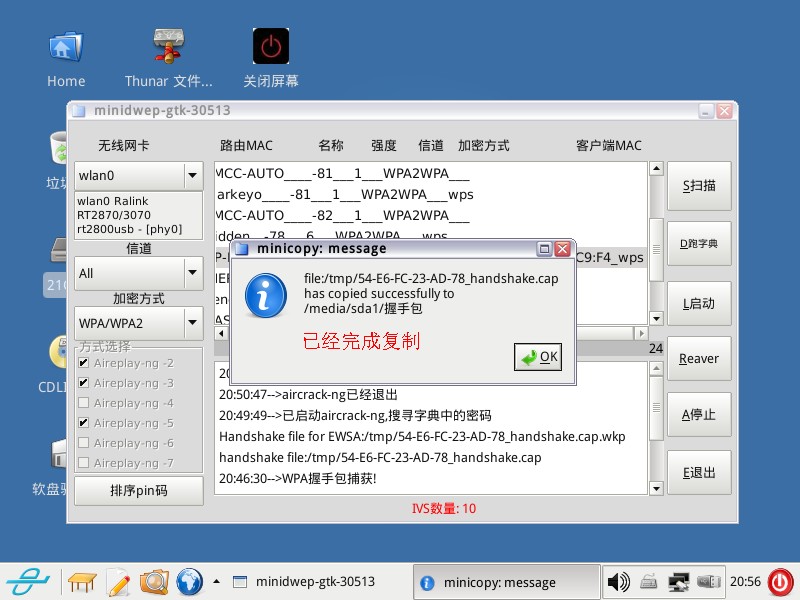 Home
Thunar 文件...
关闭屏幕
minidwep-gtk-30513
无线网卡
路由MAC 名称 强度 信道 加密方式 客户端MAC
wlan0
wlan0 Ralink
RT2870/3070
rt2800usb - [phy0]
信道
All
加密方式
WPA/WPA2
方式选择
Aireplay-ng -2
Aireplay-ng -3
Aireplay-ng -4
Aireplay-ng -5
Aireplay-ng -6
Aireplay-ng -7
排序pin码
MCC-AUTO____-81___1___WPA2WPA___
arkeyo____-81___1___WPA2WPA___wps
MCC-AUTO____-82___1___WPA2WPA___
idden -78 6 WPA2WPA wps
C9:F4_wps
minicopy: message
file:/tmp/54-E6-FC-23-AD-78_handshake.cap
has copied successfully to
/media/sda1/握手包
已经完成复制
OK
24
20:50:47-->aircrack-ng已经退出
20:49:49-->已启动aircrack-ng,搜寻字典中的密码
Handshake file for EWSA:/tmp/54-E6-FC-23-AD-78_handshake.cap.wkp
handshake file:/tmp/54-E6-FC-23-AD-78_handshake.cap
20:46:30-->WPA握手包捕获!
IVS数量: 10
S扫描
D跑字典
L启动
Reaver
A停止
E退出
垃圾
210
CDLI
软盘驱
minidwep-gtk-30513
minicopy: message
20:56